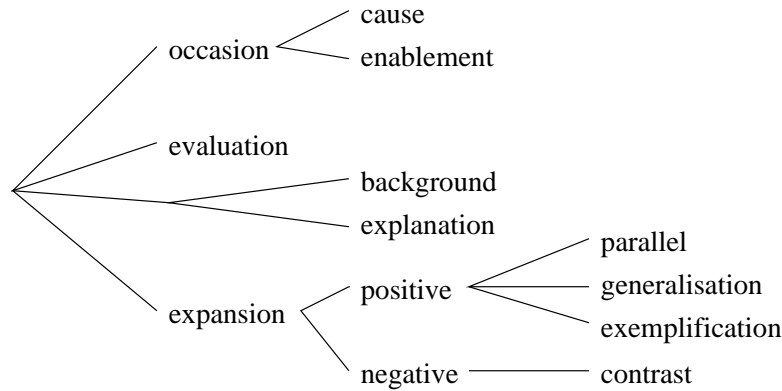 cause
occasion
enablement
evaluation
background
explanation
parallel
positive
generalisation
expansion
exemplification
negative
contrast